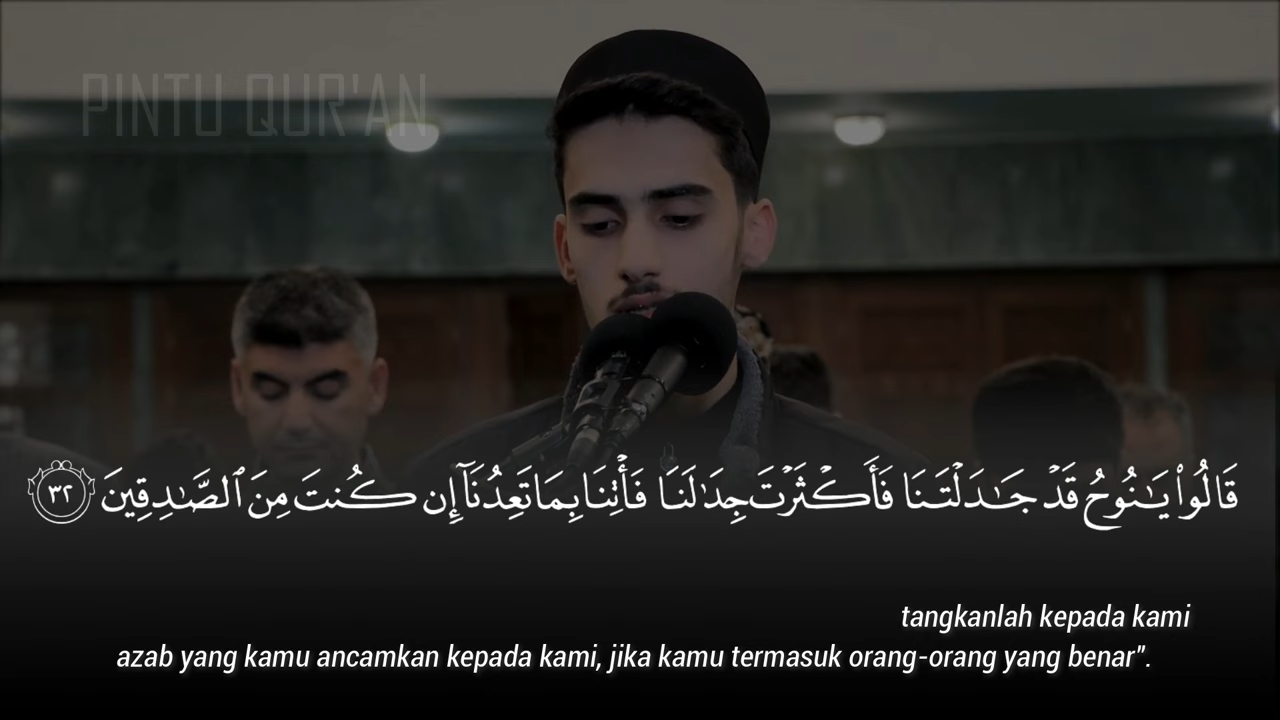 PINTU QUR'AN
قَالُوا۟ يَـٰنُوحُ قَدْ جَـٰدَلْتَنَا فَأَكْثَرْتَ جِدَٰلَنَا فَأْتِنَا بِمَا تَعِدُنَآ إِن كُنتَ مِنَ ٱلصَّـٰدِقِينَ ٣٢
tangkanlah kepada kami
azab yang kamu ancamkan kepada kami, jika kamu termasuk orang-orang yang benar".